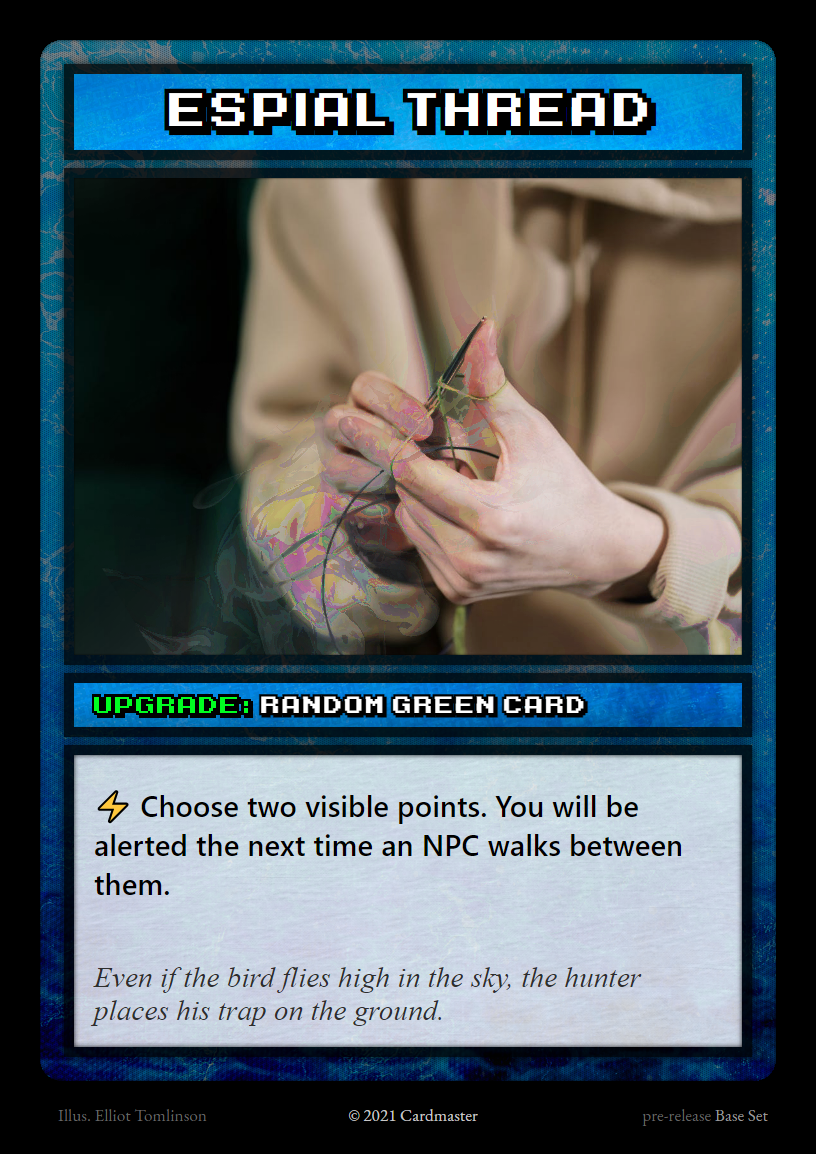 ESPIAL THREAD
UPGRADE: RANDOM GREEN CARD
⚡ Choose two visible points. You will be
alerted the next time an NPC walks between
them.
Even if the bird flies high in the sky, the hunter
places his trap on the ground.
Illus. Elliot Tomlinson © 2021 Cardmaster pre-release Base Set